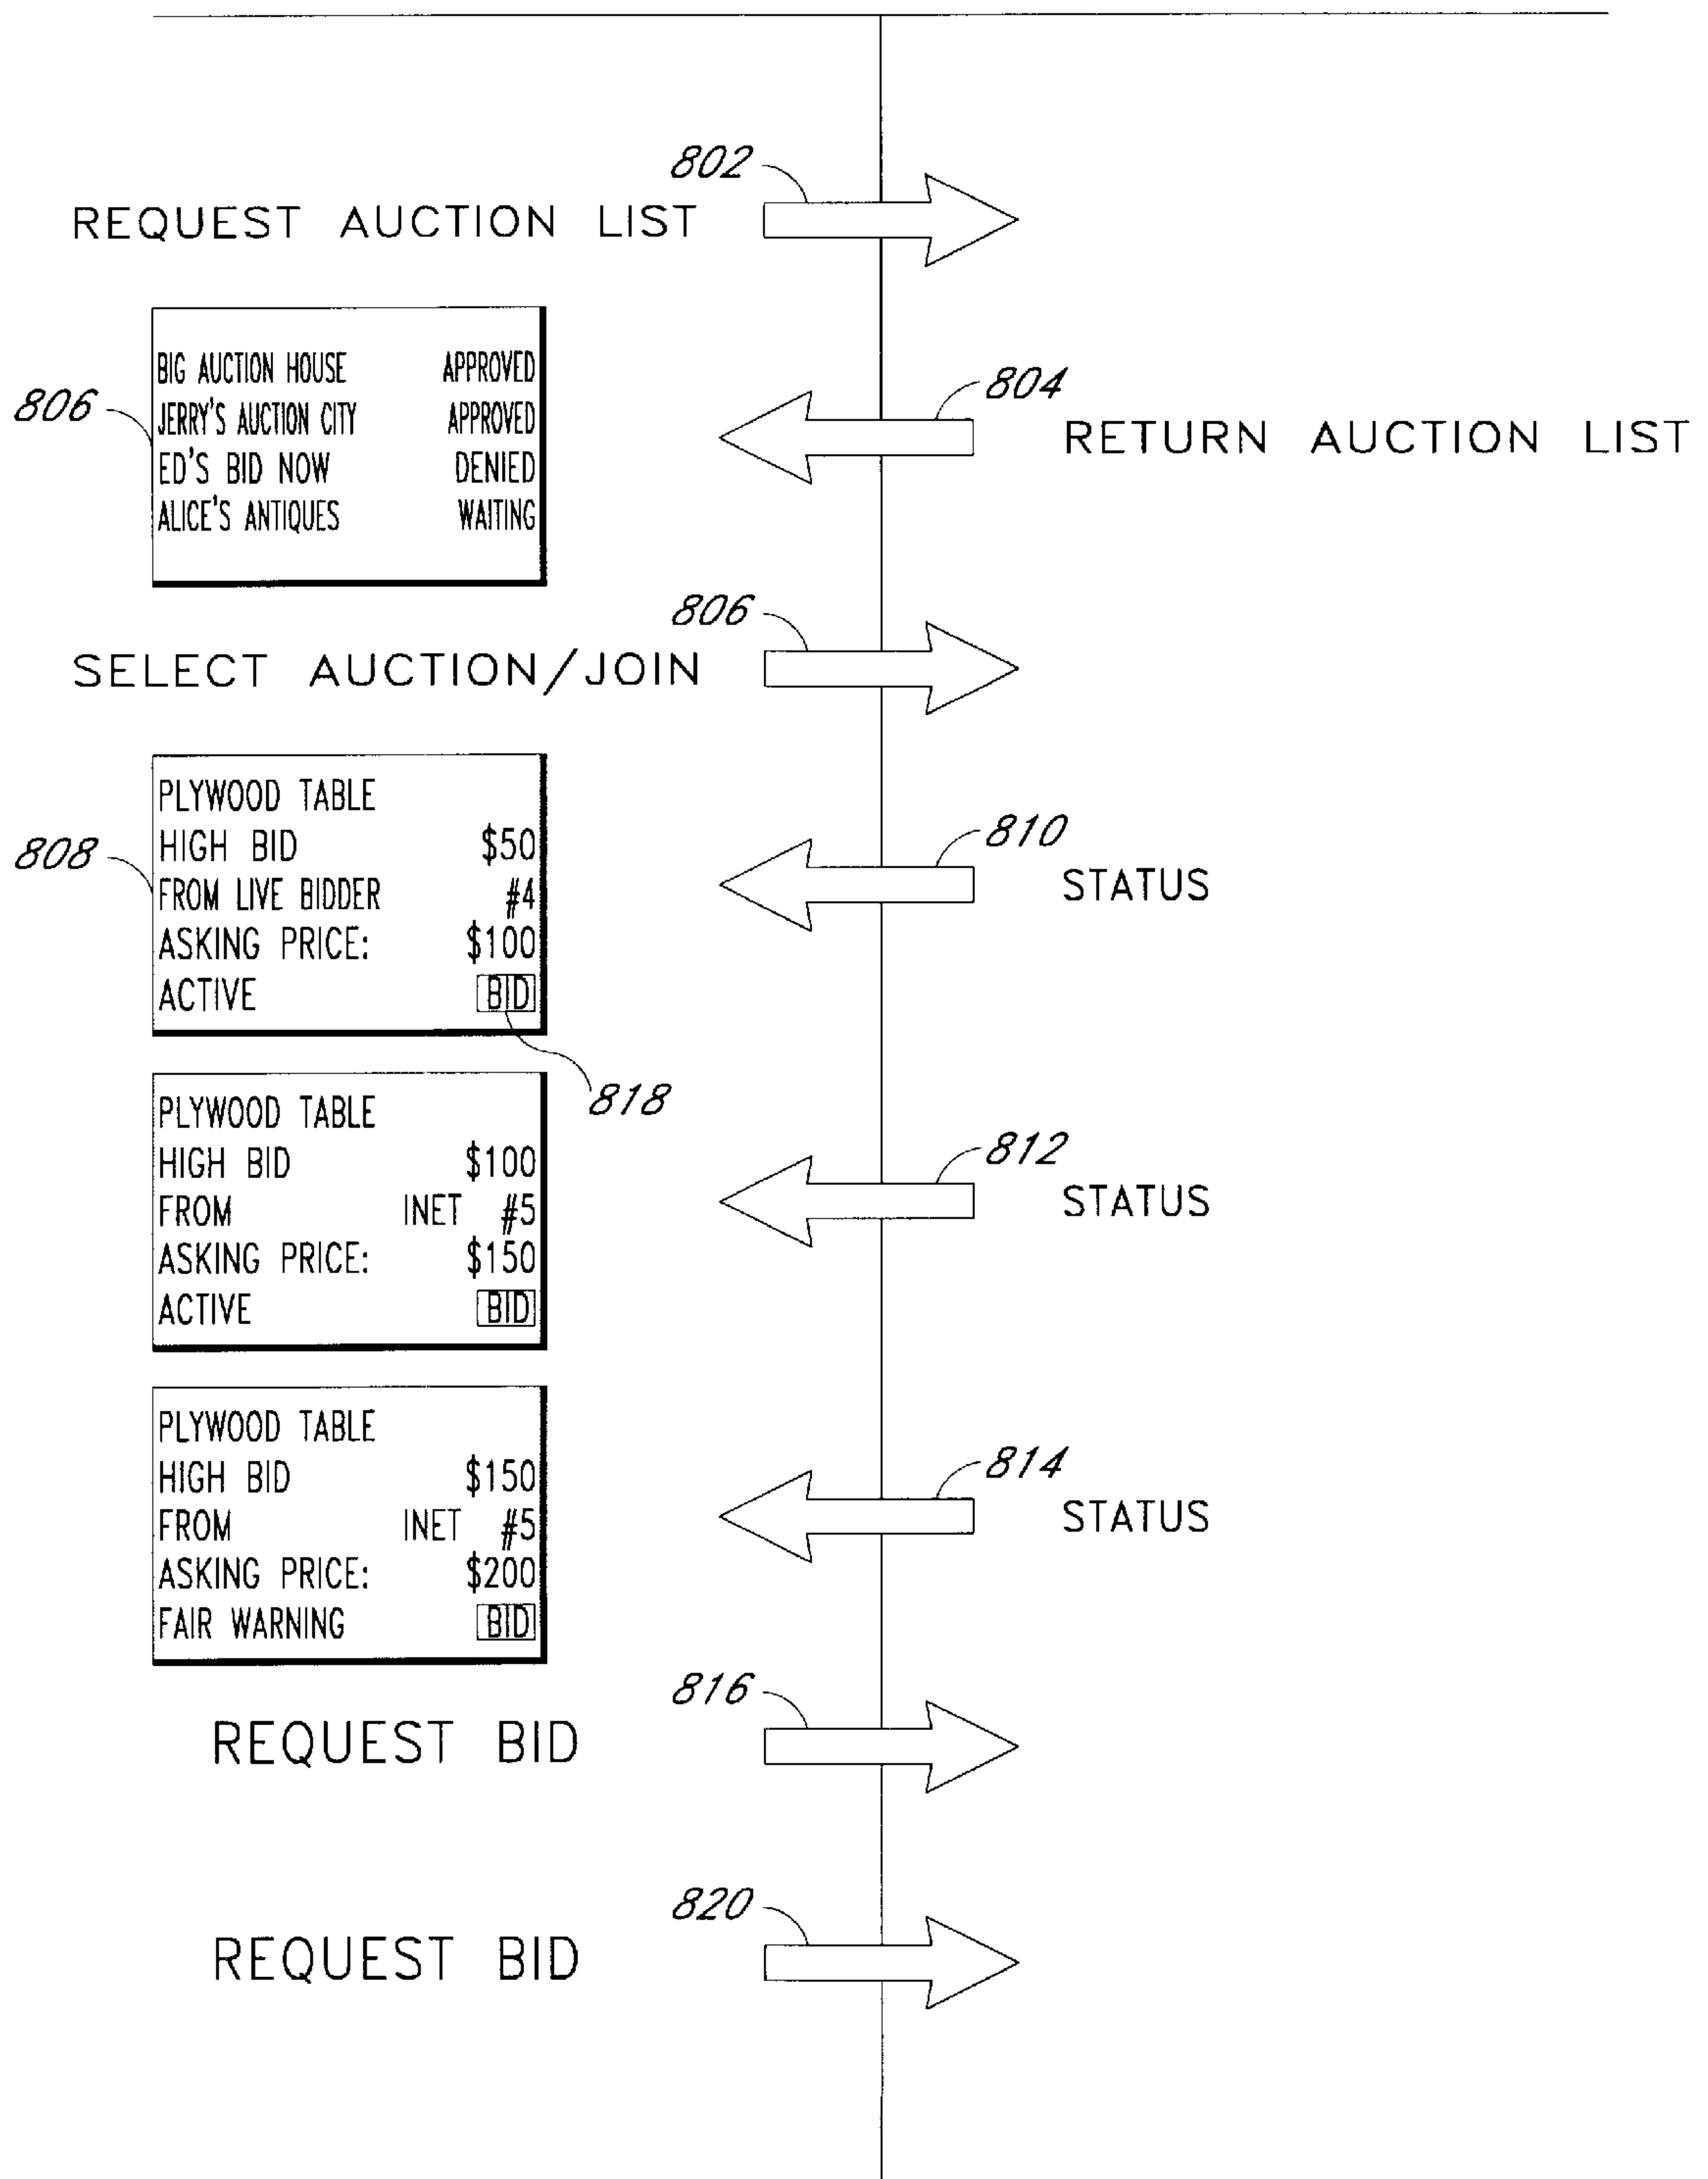 802
REQUEST AUCTION LIST
BIG AUCTION HOUSE APPROVED
JERRY'S AUCTION CITY APPROVED
ED'S BID NOW DENIED
ALICE'S ANTIQUES WAITING
806
804
RETURN AUCTION LIST
806
SELECT AUCTION/JOIN
PLYWOOD TABLE
HIGH BID $50
FROM LIVE BIDDER #4
ASKING PRICE: $100
ACTIVE BID
808
810
STATUS
818
PLYWOOD TABLE
HIGH BID $100
FROM INET #5
ASKING PRICE: $150
ACTIVE BID
812
STATUS
PLYWOOD TABLE
HIGH BID $150
FROM INET #5
ASKING PRICE: $200
FAIR WARNING BID
814
STATUS
816
REQUEST BID
820
REQUEST BID